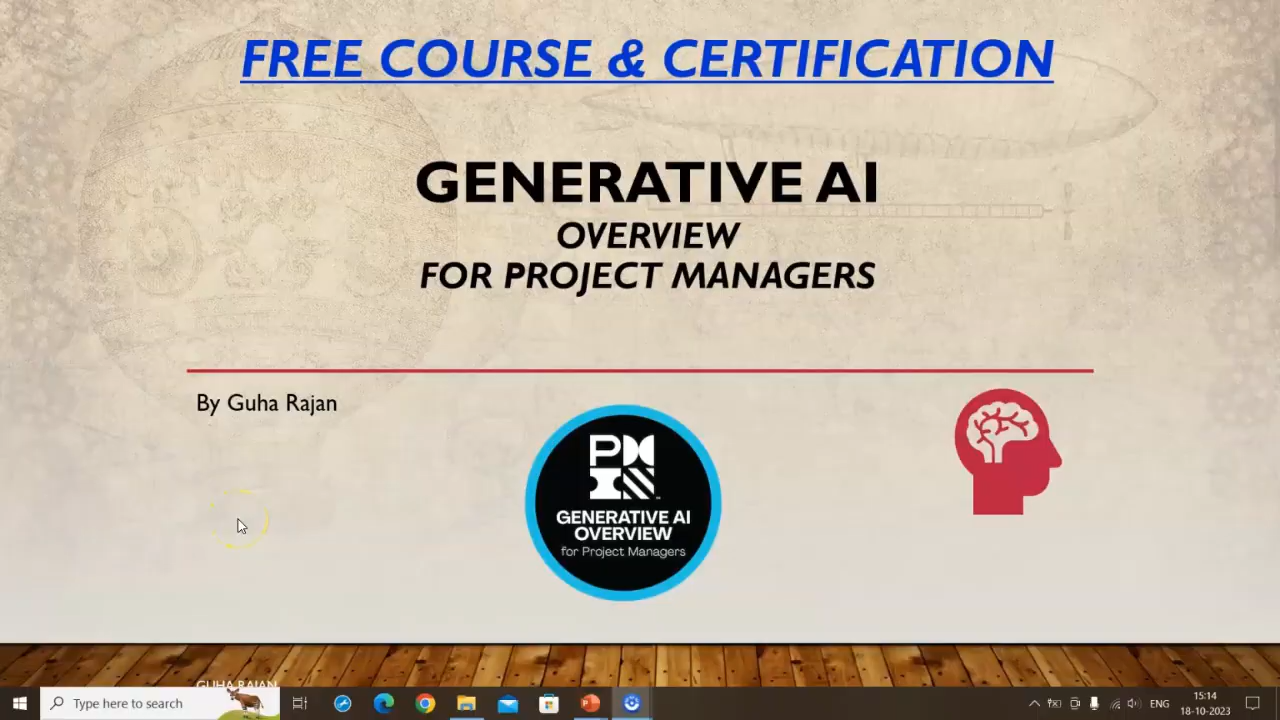 FREE COURSE & CERTIFICATION
GENERATIVE AI
OVERVIEW
FOR PROJECT MANAGERS
By Guha Rajan
PMI
GENERATIVE AI
OVERVIEW
for Project Managers
GUHA RAJAN
Type here to search
ENG
15:14
18-10-2023